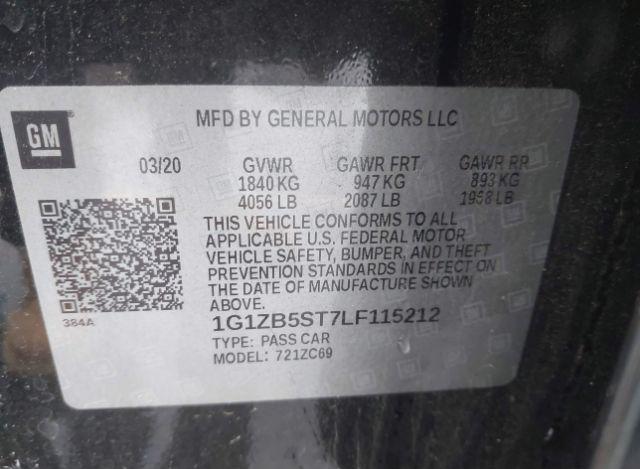 GM
MFD BY GENERAL MOTORS LLC
03/20 GVWR GAWR FRT GAWR RR
1840 KG 947 KG 893 KG
4056 LB 2087 LB 1968 LB
THIS VEHICLE CONFORMS TO ALL
APPLICABLE U.S. FEDERAL MOTOR
VEHICLE SAFETY, BUMPER, AND THEFT
PREVENTION STANDARDS IN EFFECT ON
THE DATE OF MANUFACTURE SHOWN
ABOVE.
384A
1G1ZB5ST7LF115212
TYPE: PASS CAR
MODEL: 721ZC69